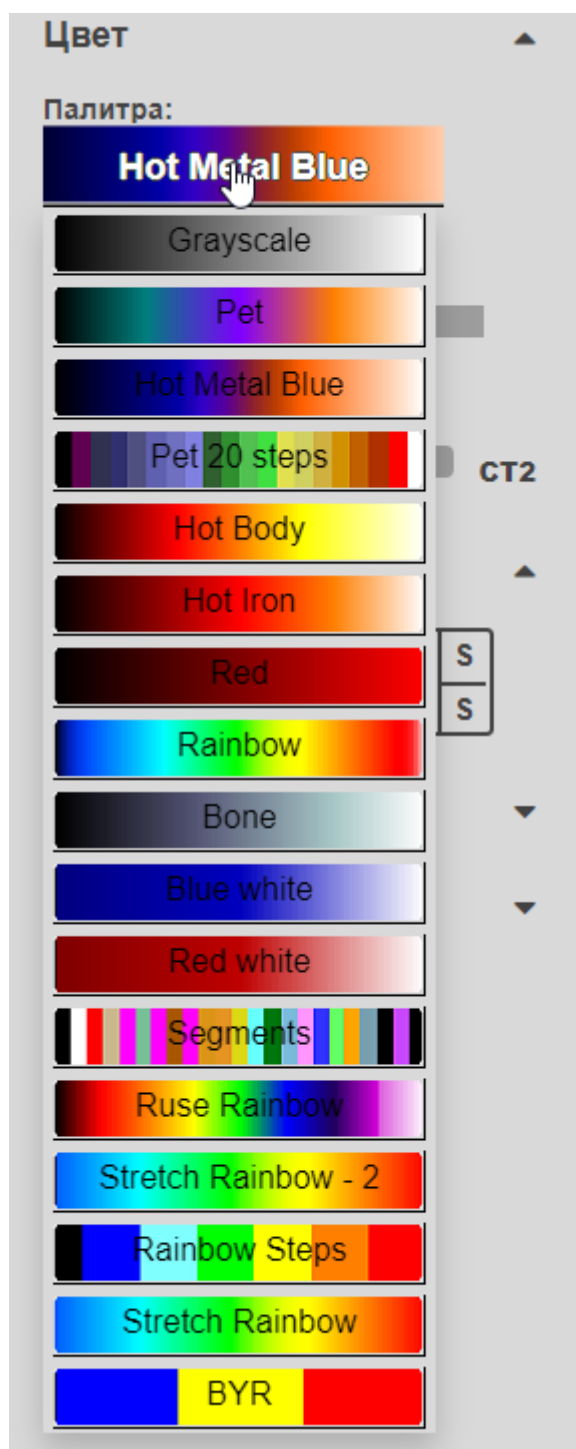 Цвет
Палитра:
Hot Metal Blue
Grayscale
Pet
Hot Metal Blue
Pet 20 steps
CT2
Hot Body
Hot Iron
S
Red
S
Rainbow
Bone
Blue white
Red white
Segments
Ruse Rainbow
Stretch Rainbow - 2
Rainbow Steps
Stretch Rainbow
BYR